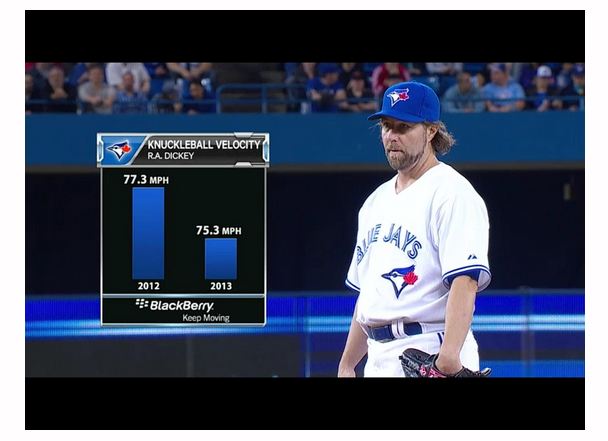 KNUCKLEBALL VELOCITY
R.A. DICKEY
77.3 MPH
75.3 MPH
2012
2013
BlackBerry
Keep Moving
BLUE JAYS